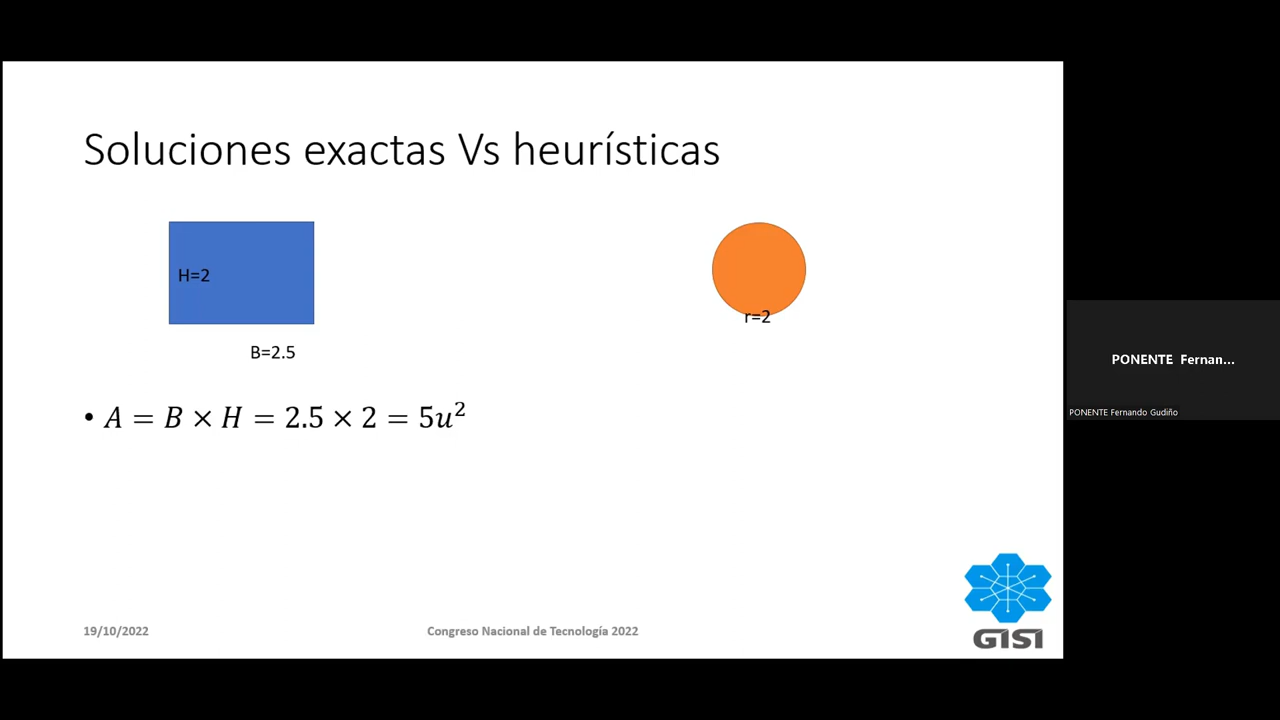 Soluciones exactas Vs heurísticas
H=2
r=2
B=2.5
• A = B × H = 2.5 × 2 = 5u²
PONENTE Fernan...
PONENTE Fernando Gudiño
19/10/2022
Congreso Nacional de Tecnología 2022
GISI